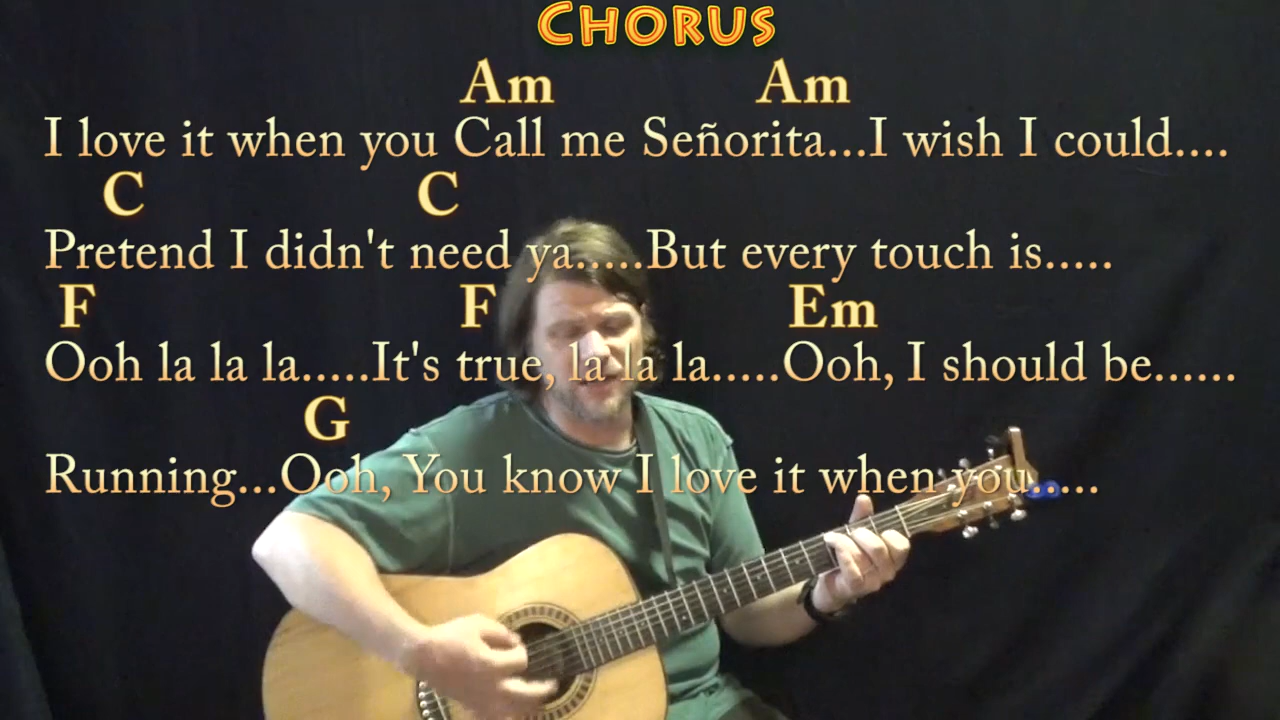 CHORUS
Am Am
I love it when you Call me Señorita...I wish I could....
C C
Pretend I didn't need ya.....But every touch is.....
F F Em
Ooh la la la.....It's true, la la la.....Ooh, I should be......
G
Running...Ooh, You know I love it when you.....